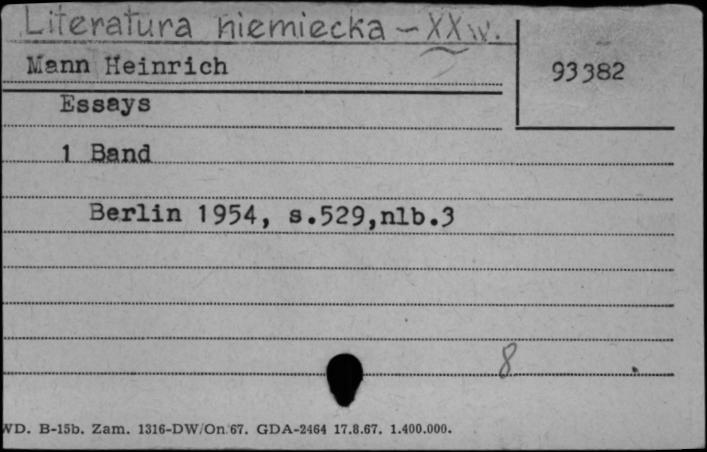 Literatura niemiecka - XX w.
Mann Heinrich
93382
Essays
1 Band
Berlin 1954, s.529,nlb.3
8
WD. B-15b. Zam. 1316-DW/On 67. GDA-2464 17.8.67. 1.400.000.